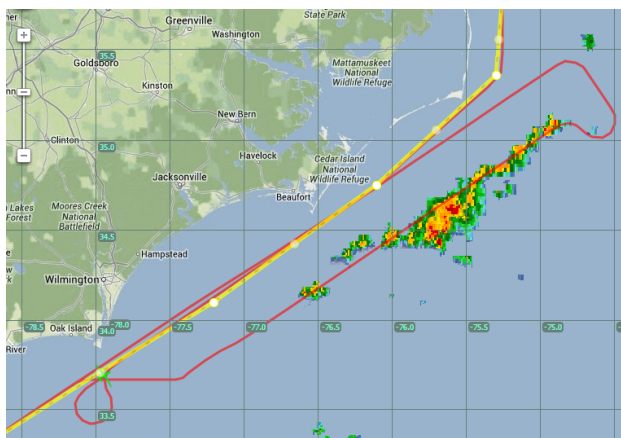 State
Park
Greenville
Washington
35.5
Goldsboro
Mattamuskeet
National
Wildlife Refuge
Kinston
New Bern
Clinton
35.0
Havelock
Cedar Island
National
Wildlife Refuge
Jacksonville
Beaufort
Lakes
Forest
Moores Creek
National
Battlefield
34.5
Hampstead
Wilmington
Oak Island
-78.5
-78.0
34.0
-77.5
-77.0
-76.5
-76.0
-75.5
-75.0
River
33.5